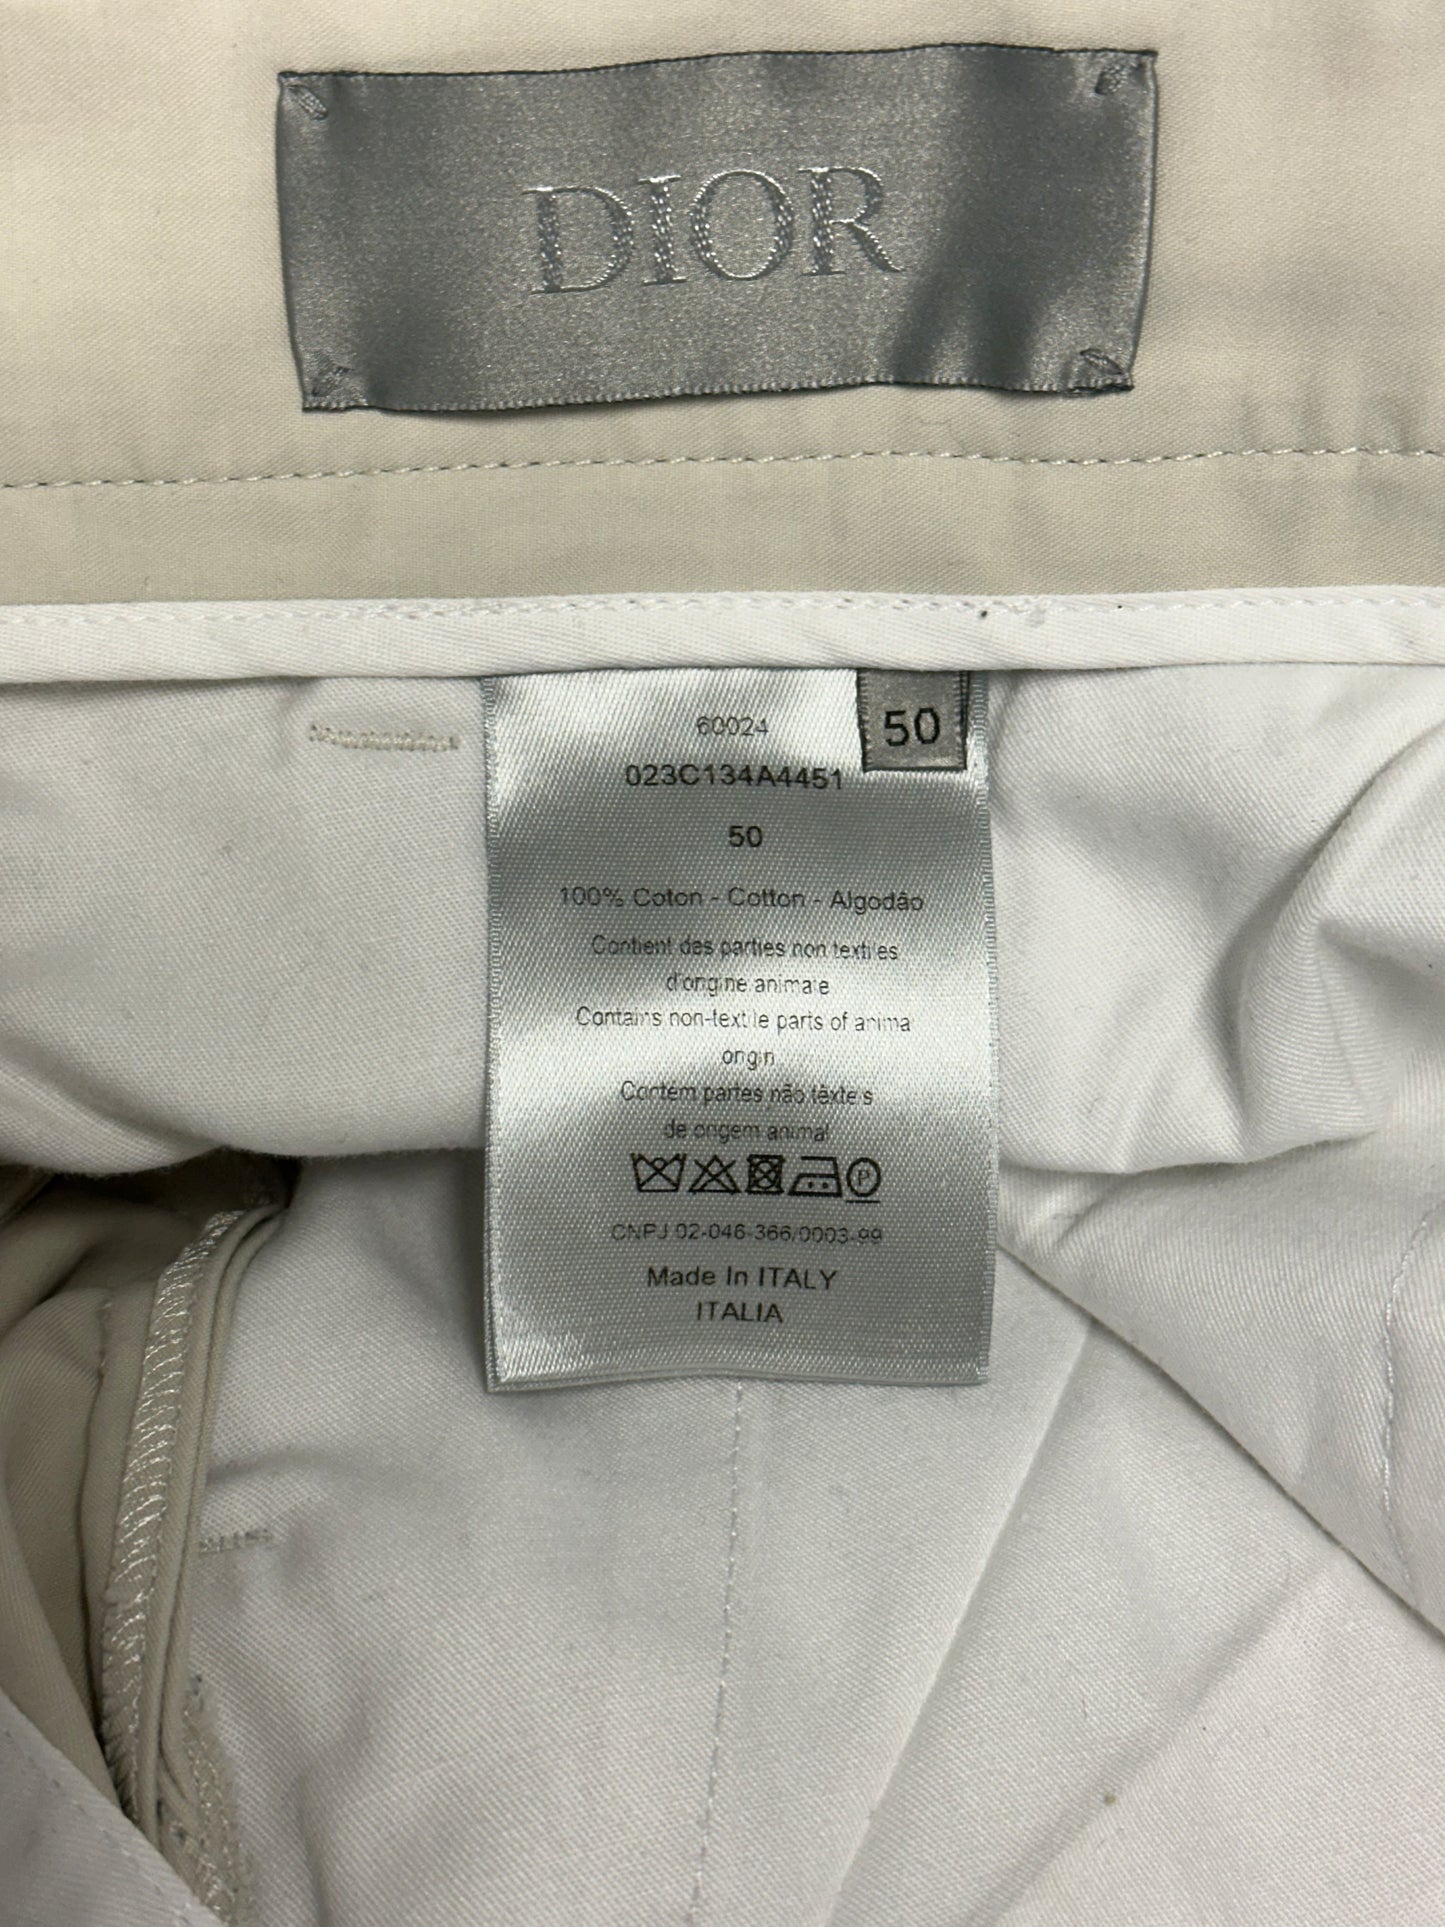 DIOR
50
60024
023C134A4451
50
100% Coton - Cotton - Algodão
Contient des parties non textiles
d'origine animale
Contains non-textile parts of animal
origin
Contém partes não têxteis
de origem animal
P
CNPJ 02-046-366/0003-99
Made In ITALY
ITALIA